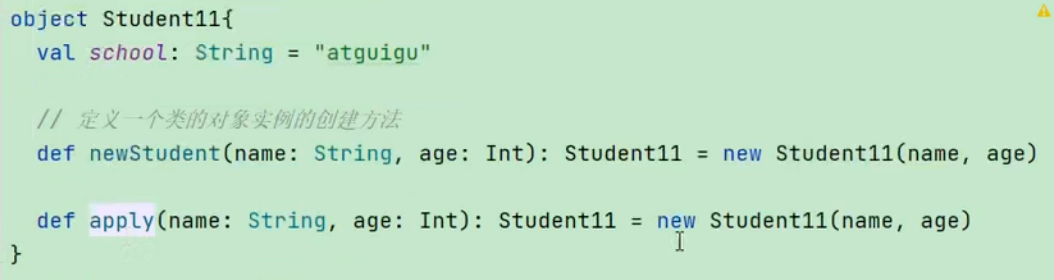 object Student11{
val school: String = "atguigu"
// 定义一个类的对象实例的创建方法
def newStudent(name: String, age: Int): Student11 = new Student11(name, age)
def apply(name: String, age: Int): Student11 = new Student11(name, age)
}